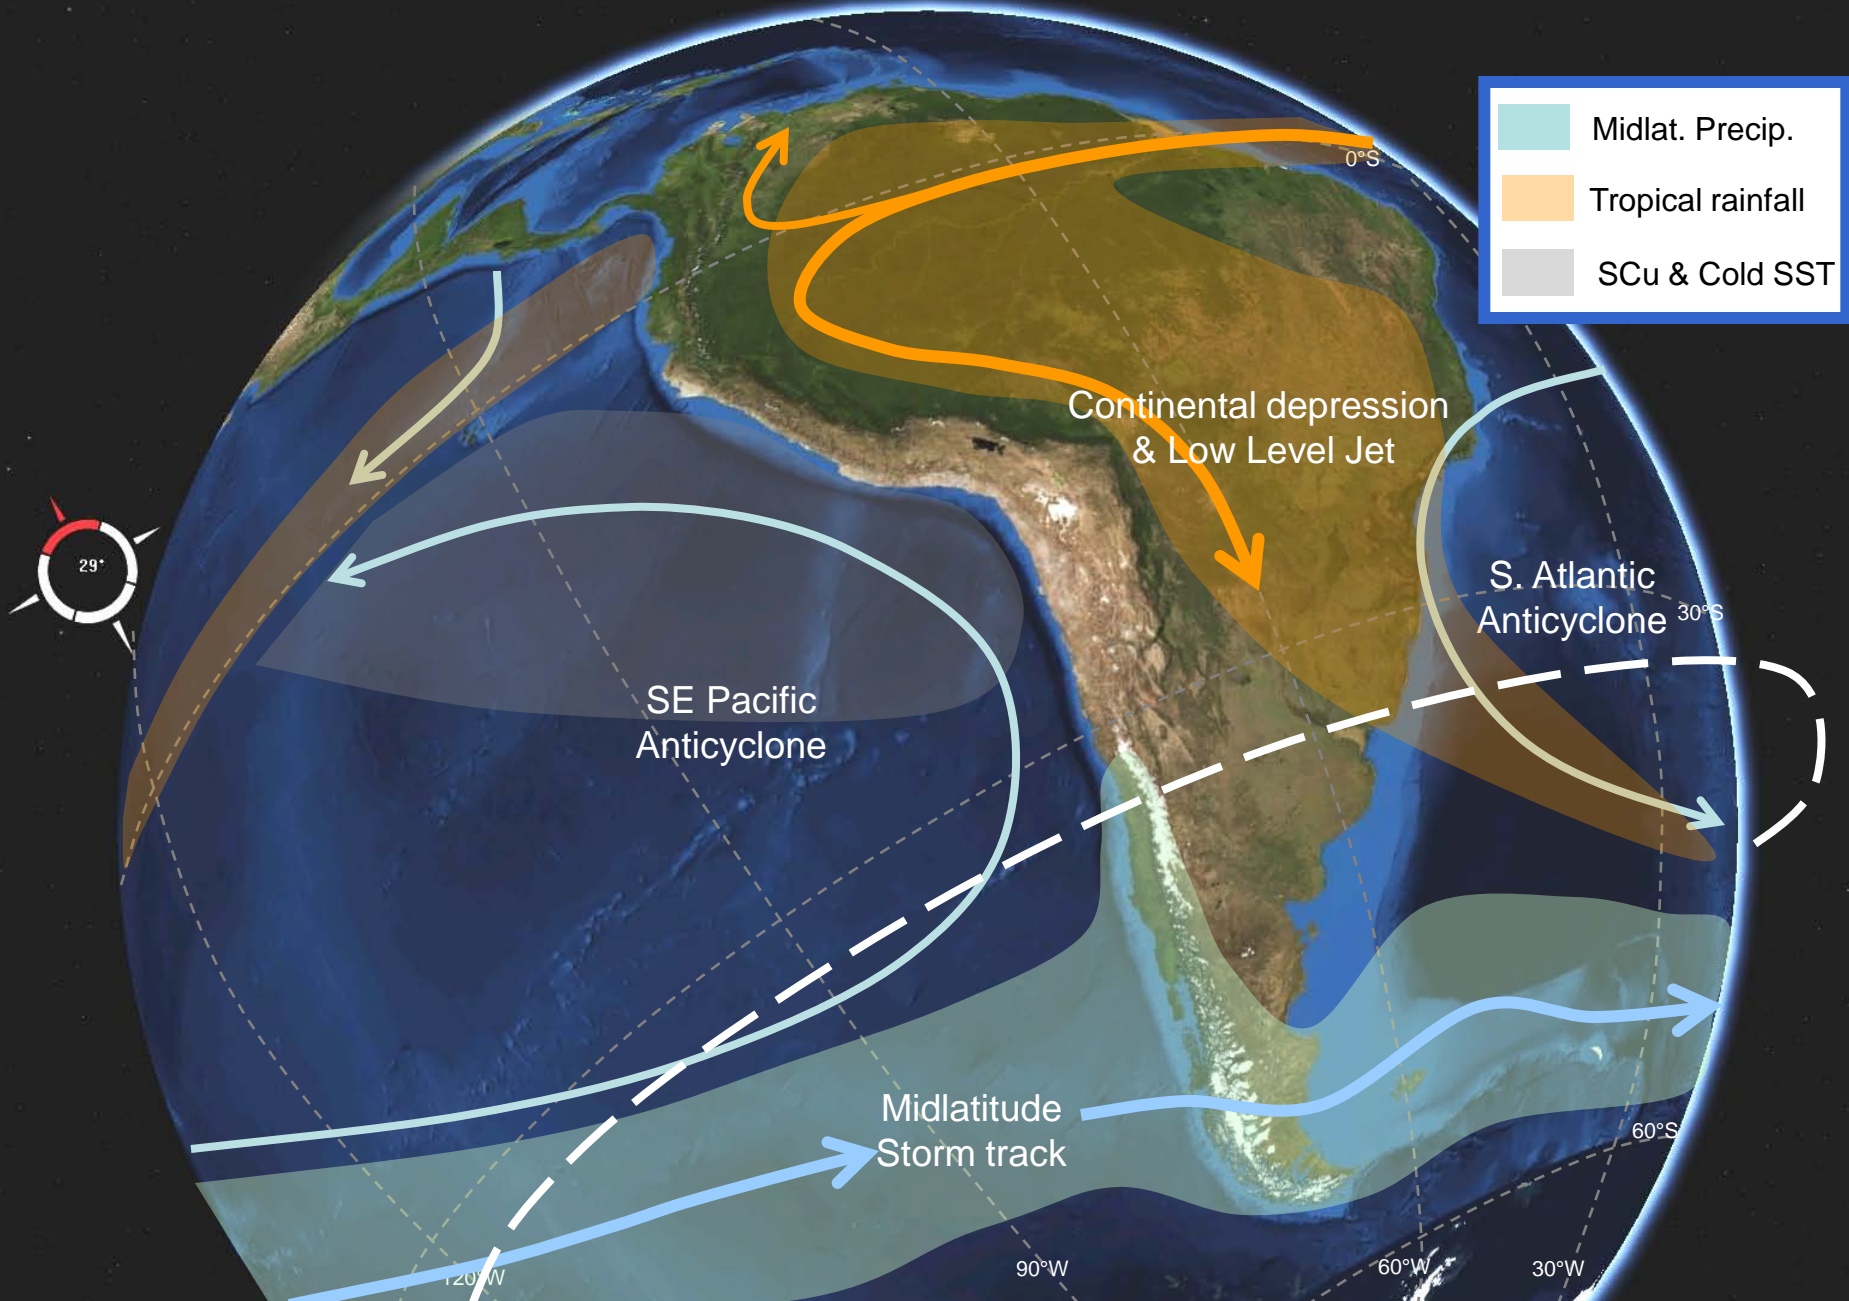 Midlat. Precip.
Tropical rainfall
SCu & Cold SST
0°S
Continental depression
& Low Level Jet
29°
S. Atlantic
Anticyclone
30°S
SE Pacific
Anticyclone
Midlatitude
Storm track
60°S
120°W
90°W
60°W
30°W